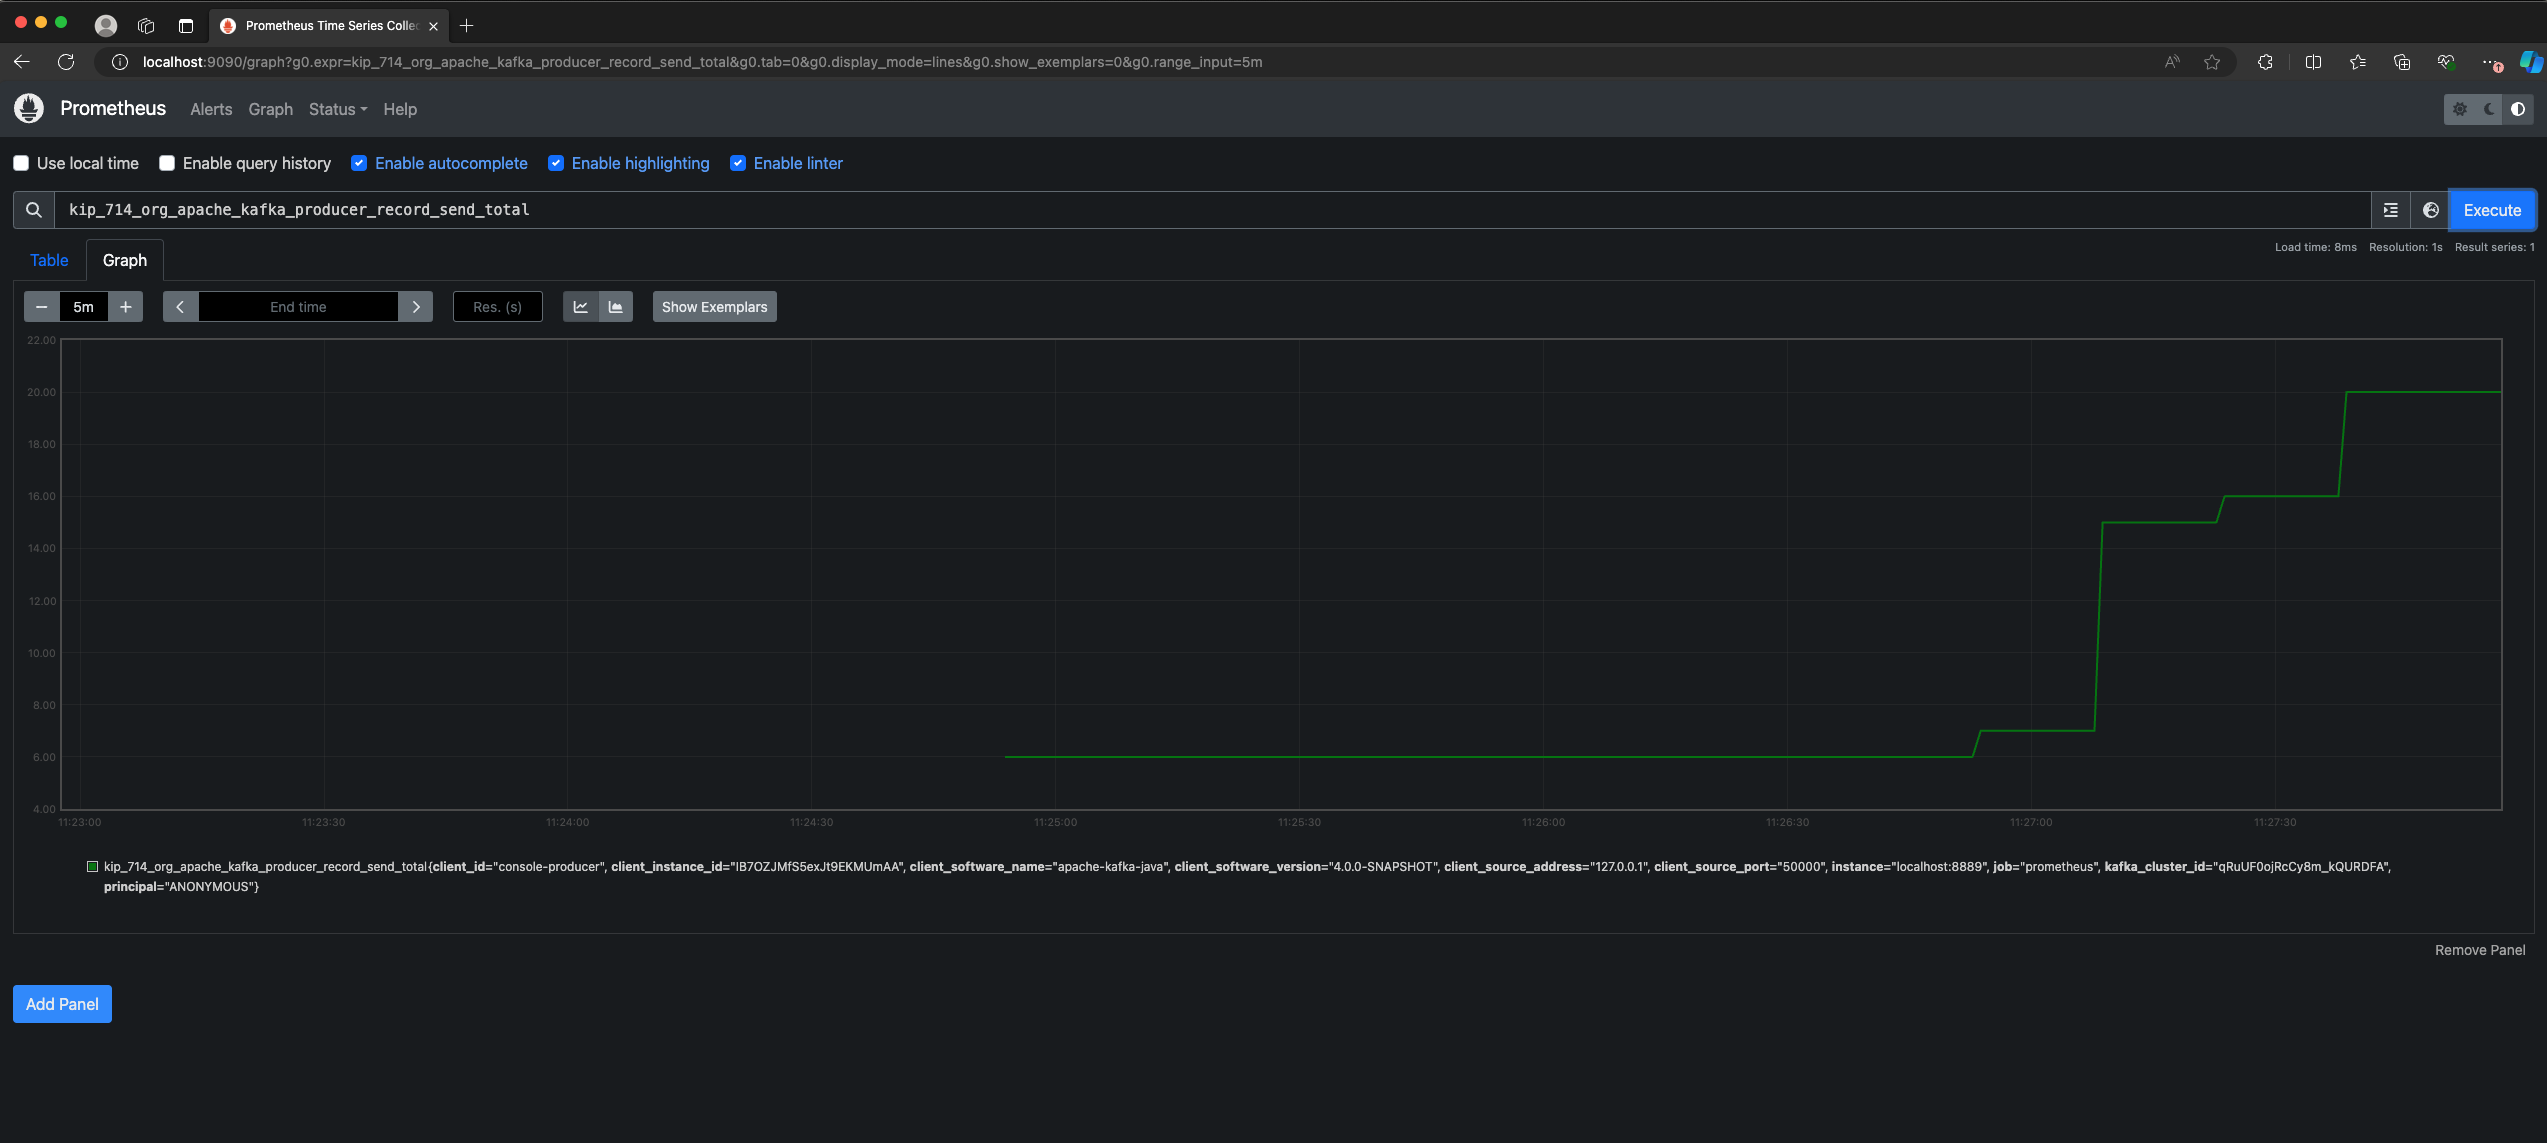 Prometheus Time Series Collec
localhost:9090/graph?g0.expr=kip_714_org_apache_kafka_producer_record_send_total&g0.tab=0&g0.display_mode=lines&g0.show_exemplars=0&g0.range_input=5m
Prometheus Alerts Graph Status Help
Use local time Enable query history Enable autocomplete Enable highlighting Enable linter
kip_714_org_apache_kafka_producer_record_send_total Execute
Load time: 8ms Resolution: 1s Result series: 1
Table Graph
5m End time Res. (s) Show Exemplars
22.00
20.00
18.00
16.00
14.00
12.00
10.00
8.00
6.00
4.00
11:23:00 11:23:30 11:24:00 11:24:30 11:25:00 11:25:30 11:26:00 11:26:30 11:27:00 11:27:30
kip_714_org_apache_kafka_producer_record_send_total{client_id="console-producer", client_instance_id="IB7OZJMfS5exJt9EKMUmAA", client_software_name="apache-kafka-java", client_software_version="4.0.0-SNAPSHOT", client_source_address="127.0.0.1", client_source_port="50000", instance="localhost:8889", job="prometheus", kafka_cluster_id="qRuUF0ojRcCy8m_kQURDFA",
principal="ANONYMOUS"}
Remove Panel
Add Panel